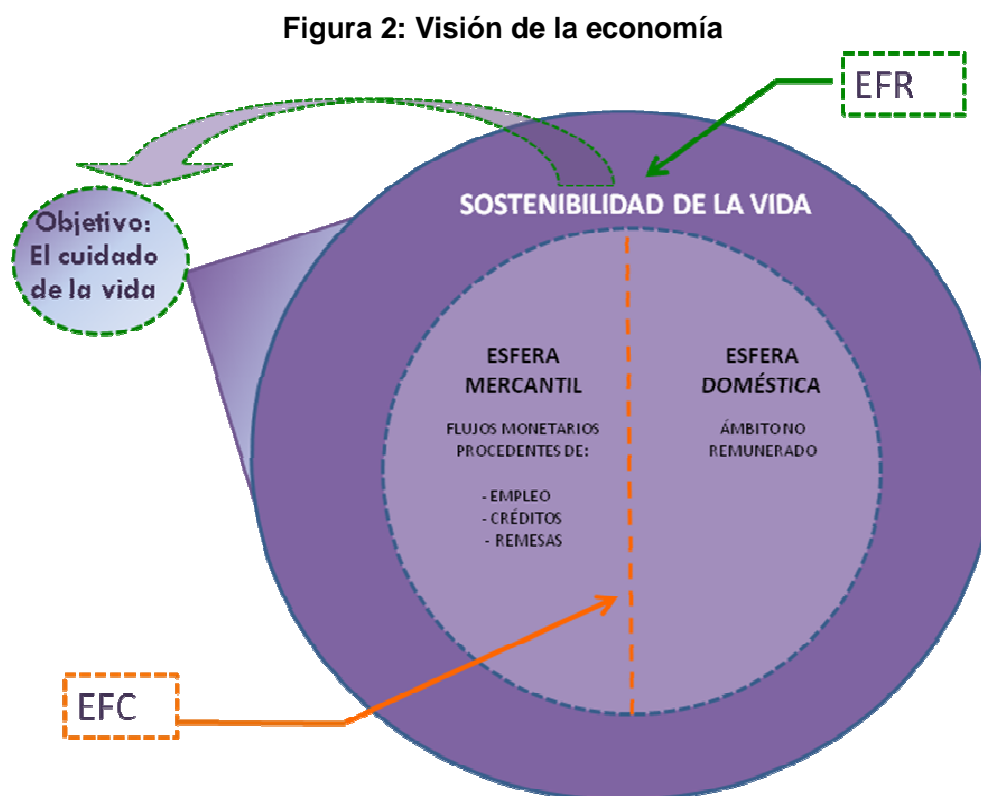 Figura 2: Visión de la economía
EFR
SOSTENIBILIDAD DE LA VIDA
Objetivo:
El cuidado
de la vida
ESFERA
MERCANTIL
FLUJOS MONETARIOS
PROCEDENTES DE:
- EMPLEO
- CRÉDITOS
- REMESAS
ESFERA
DOMÉSTICA
ÁMBITO NO
REMUNERADO
EFC